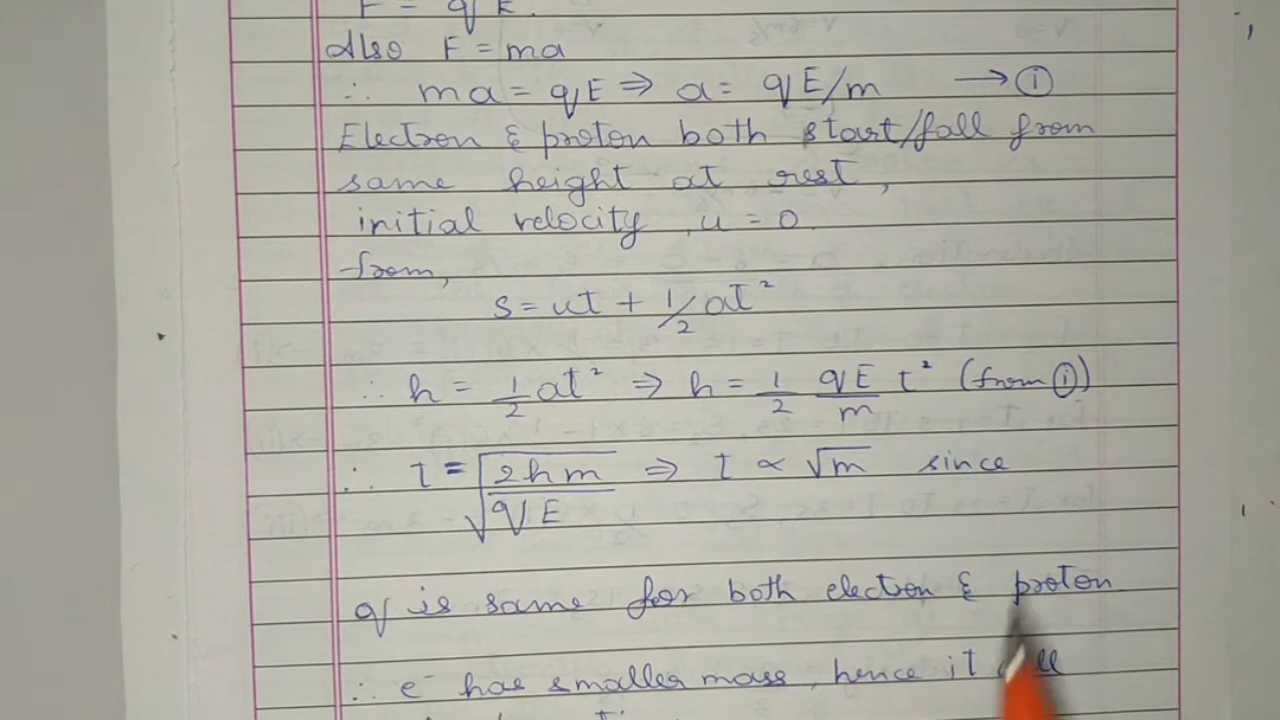 F = qE.
Also F = ma
∴ ma = qE ⇒ a = qE/m → ①
Electron & proton both start/fall from
same height at rest,
initial velocity, u = 0.
from,
s = ut + 1/2 at²
∴ h = 1/2 at² ⇒ h = 1/2 qE/m t² (from ①)
∴ t = √(2hm/qE) ⇒ t ∝ √m since
q is same for both electron & proton
∴ e⁻ has smaller mass, hence it